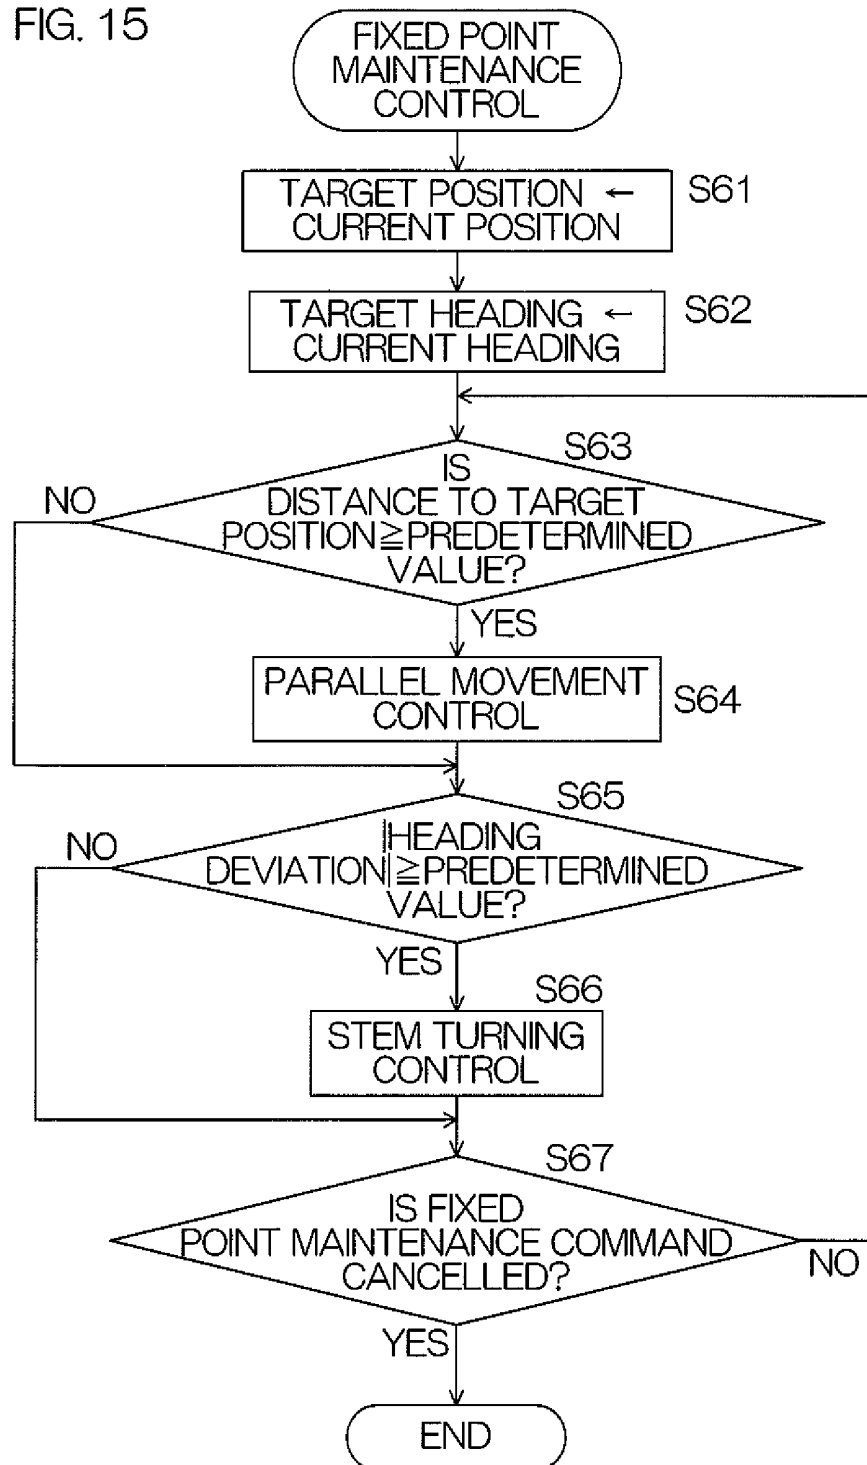 FIG. 15
FIXED POINT
MAINTENANCE
CONTROL
TARGET POSITION ←
CURRENT POSITION
S61
TARGET HEADING ←
CURRENT HEADING
S62
S63
IS
DISTANCE TO TARGET
POSITION≧PREDETERMINED
VALUE?
NO
YES
PARALLEL MOVEMENT
CONTROL
S64
S65
|HEADING
DEVIATION|≧PREDETERMINED
VALUE?
NO
YES
S66
STEM TURNING
CONTROL
S67
IS FIXED
POINT MAINTENANCE COMMAND
CANCELLED?
NO
YES
END